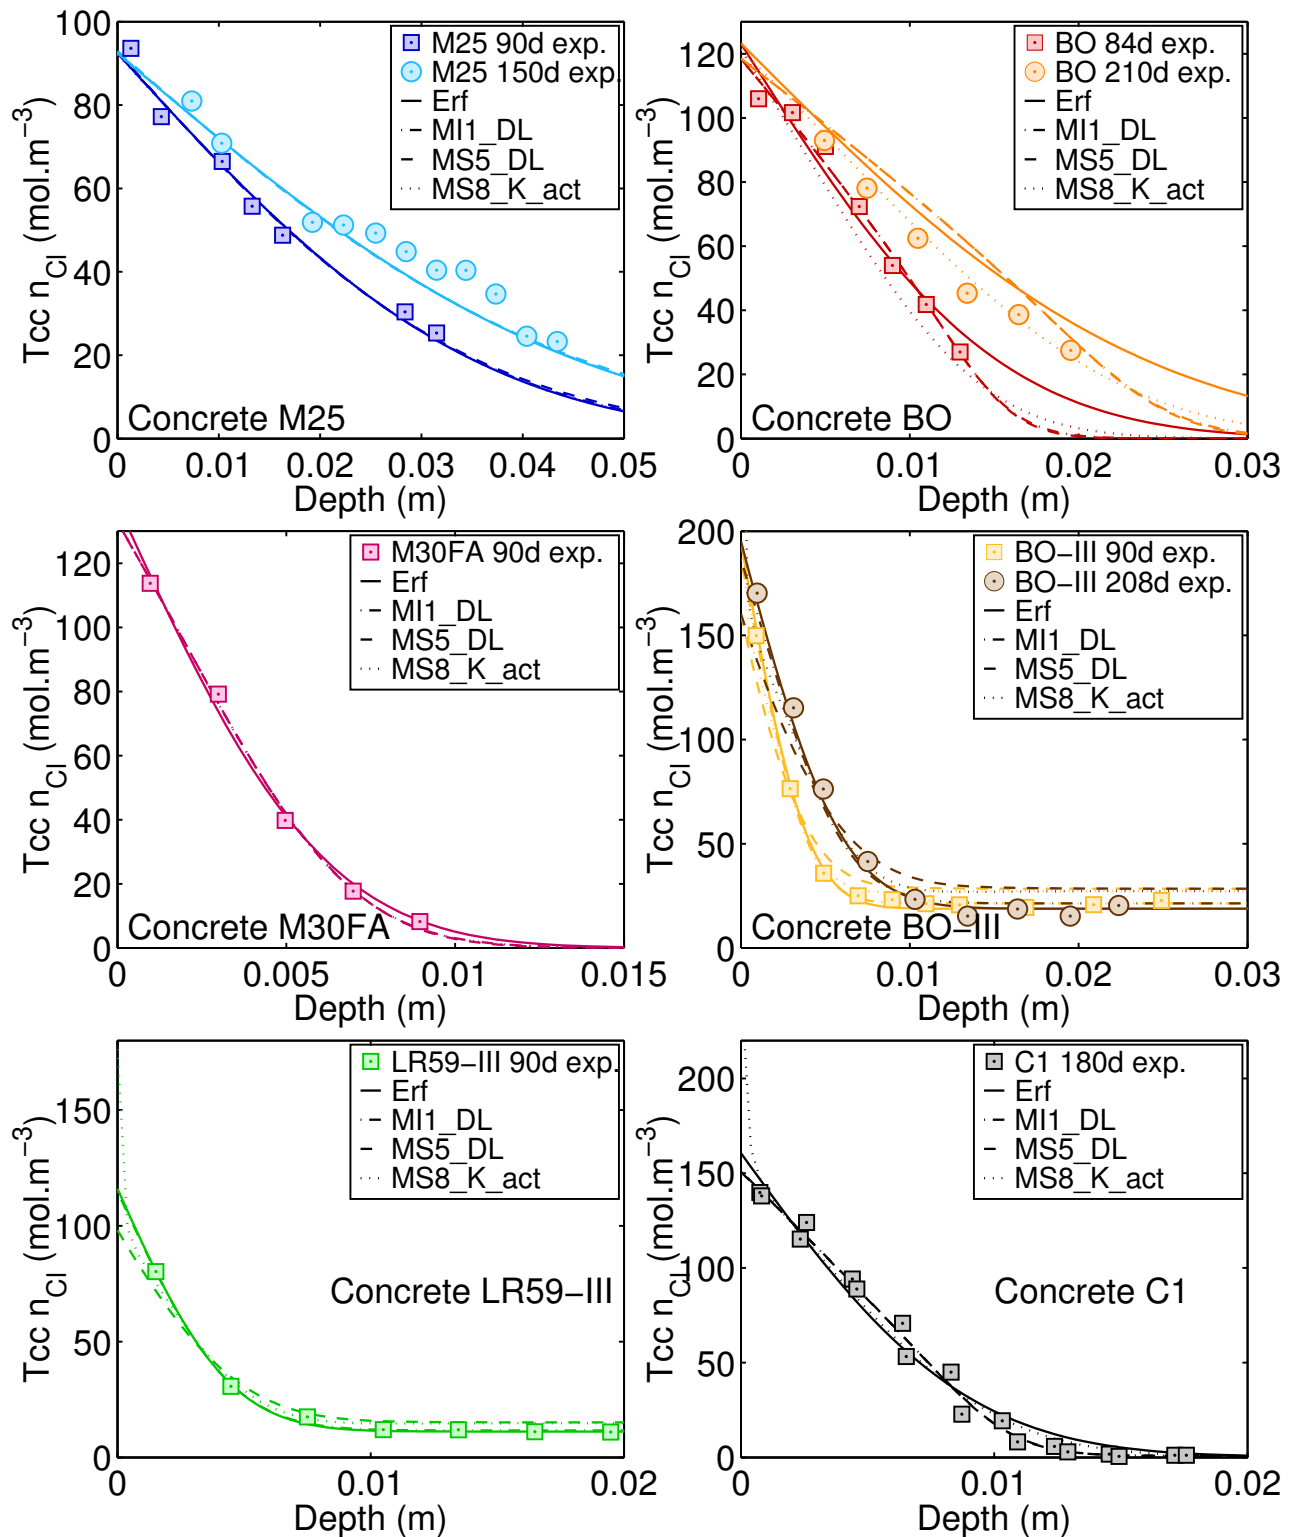 100
80
60
40
20
0
Tcc n_Cl (mol.m⁻³)
M25 90d exp.
M25 150d exp.
Erf
MI1_DL
MS5_DL
MS8_K_act
Concrete M25
0 0.01 0.02 0.03 0.04 0.05
Depth (m)
120
100
80
60
40
20
0
Tcc n_Cl (mol.m⁻³)
BO 84d exp.
BO 210d exp.
Erf
MI1_DL
MS5_DL
MS8_K_act
Concrete BO
0 0.01 0.02 0.03
Depth (m)
120
100
80
60
40
20
0
Tcc n_Cl (mol.m⁻³)
M30FA 90d exp.
Erf
MI1_DL
MS5_DL
MS8_K_act
Concrete M30FA
0 0.005 0.01 0.015
Depth (m)
200
150
100
50
0
Tcc n_Cl (mol.m⁻³)
BO−III 90d exp.
BO−III 208d exp.
Erf
MI1_DL
MS5_DL
MS8_K_act
Concrete BO−III
0 0.01 0.02 0.03
Depth (m)
150
100
50
0
Tcc n_Cl (mol.m⁻³)
LR59−III 90d exp.
Erf
MI1_DL
MS5_DL
MS8_K_act
Concrete LR59−III
0 0.01 0.02
Depth (m)
200
150
100
50
0
Tcc n_Cl (mol.m⁻³)
C1 180d exp.
Erf
MI1_DL
MS5_DL
MS8_K_act
Concrete C1
0 0.01 0.02
Depth (m)